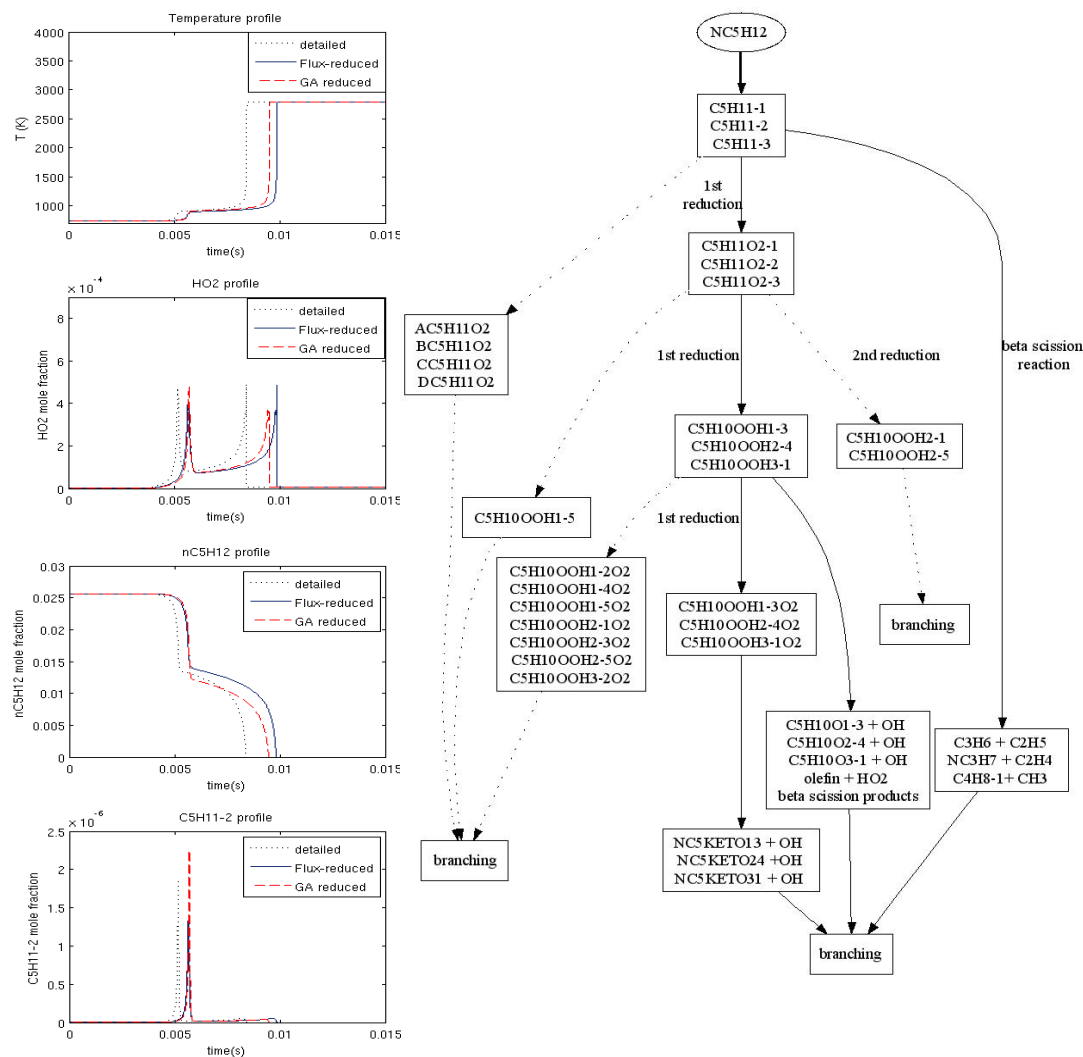 Temperature profile
4000
3500
3000
2500
2000
1500
1000
T (K)
detailed
Flux-reduced
GA reduced
0
0.005
0.01
0.015
time(s)
HO2 profile
× 10⁻⁴
8
6
4
2
0
HO2 mole fraction
detailed
Flux-reduced
GA reduced
0
0.005
0.01
0.015
time(s)
nC5H12 profile
0.03
0.025
0.02
0.015
0.01
0.005
0
nC5H12 mole fraction
detailed
Flux-reduced
GA reduced
0
0.005
0.01
0.015
time(s)
C5H11-2 profile
× 10⁻⁶
2.5
2
1.5
1
0.5
0
C5H11-2 mole fraction
detailed
Flux-reduced
GA reduced
0
0.005
0.01
0.015
time(s)
NC5H12
C5H11-1
C5H11-2
C5H11-3
1st
reduction
C5H11O2-1
C5H11O2-2
C5H11O2-3
AC5H11O2
BC5H11O2
CC5H11O2
DC5H11O2
1st reduction
2nd reduction
beta scission
reaction
C5H10OOH1-3
C5H10OOH2-4
C5H10OOH3-1
C5H10OOH2-1
C5H10OOH2-5
C5H10OOH1-5
1st reduction
C5H10OOH1-2O2
C5H10OOH1-4O2
C5H10OOH1-5O2
C5H10OOH2-1O2
C5H10OOH2-3O2
C5H10OOH2-5O2
C5H10OOH3-2O2
C5H10OOH1-3O2
C5H10OOH2-4O2
C5H10OOH3-1O2
branching
C5H10O1-3 + OH
C5H10O2-4 + OH
C5H10O3-1 + OH
olefin + HO2
beta scission products
C3H6 + C2H5
NC3H7 + C2H4
C4H8-1+ CH3
branching
NC5KETO13 + OH
NC5KETO24 +OH
NC5KETO31 + OH
branching